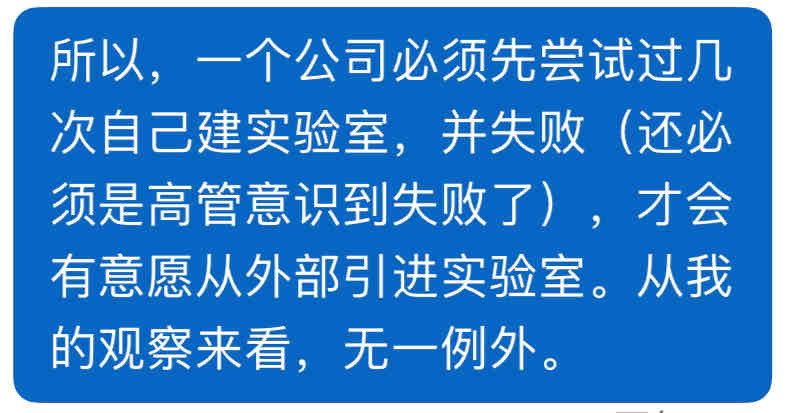 所以，一个公司必须先尝试过几
次自己建实验室，并失败（还必
须是高管意识到失败了），才会
有意愿从外部引进实验室。从我
的观察来看，无一例外。